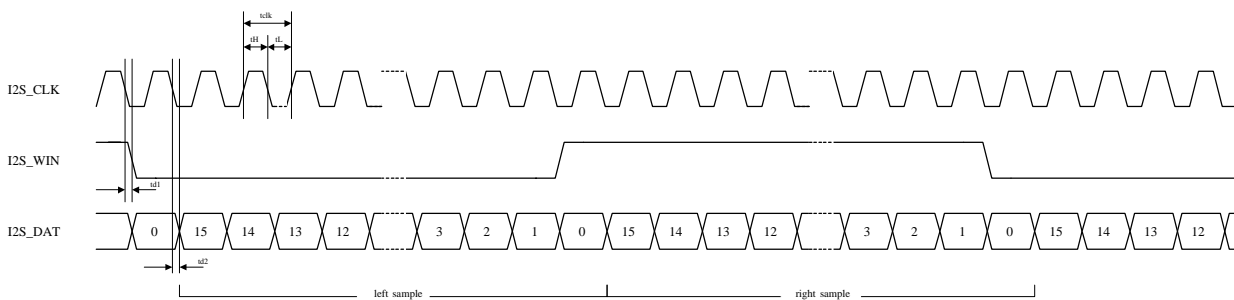 tclk
tH tL
I2S_CLK
I2S_WIN
td1
I2S_DAT 0 15 14 13 12 3 2 1 0 15 14 13 12 3 2 1 0 15 14 13 12
td2
left sample right sample